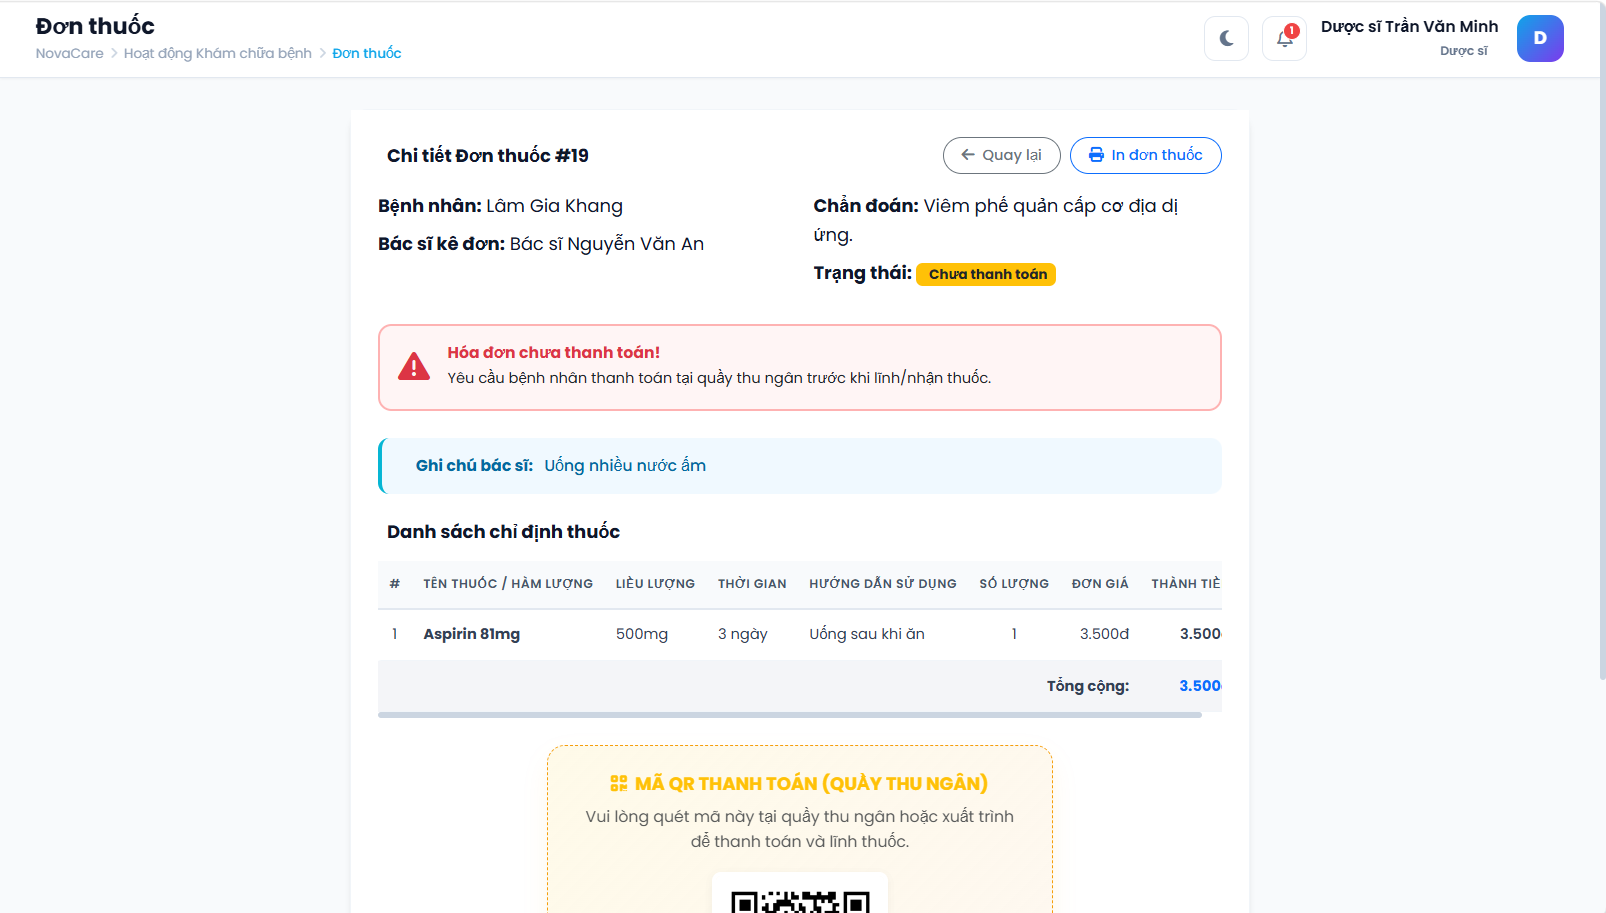 Đơn thuốc
NovaCare > Hoạt động Khám chữa bệnh > Đơn thuốc
1
Dược sĩ Trần Văn Minh
Dược sĩ
D
Chi tiết Đơn thuốc #19
Quay lại
In đơn thuốc
Bệnh nhân: Lâm Gia Khang
Bác sĩ kê đơn: Bác sĩ Nguyễn Văn An
Chẩn đoán: Viêm phế quản cấp cơ địa dị
ứng.
Trạng thái: Chưa thanh toán
Hóa đơn chưa thanh toán!
Yêu cầu bệnh nhân thanh toán tại quầy thu ngân trước khi lĩnh/nhận thuốc.
Ghi chú bác sĩ: Uống nhiều nước ấm
Danh sách chỉ định thuốc
# TÊN THUỐC / HÀM LƯỢNG LIỀU LƯỢNG THỜI GIAN HƯỚNG DẪN SỬ DỤNG SỐ LƯỢNG ĐƠN GIÁ THÀNH TIỀ
1 Aspirin 81mg 500mg 3 ngày Uống sau khi ăn 1 3.500đ 3.500đ
Tổng cộng: 3.500đ
MÃ QR THANH TOÁN (QUẦY THU NGÂN)
Vui lòng quét mã này tại quầy thu ngân hoặc xuất trình
để thanh toán và lĩnh thuốc.